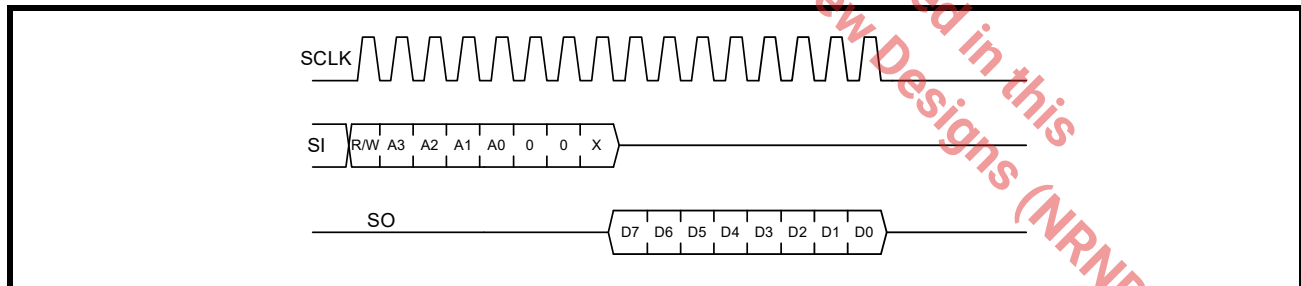 ed in this
ew Designs (NRND
SCLK
SI
R/W A3 A2 A1 A0 0 0 X
SO
D7 D6 D5 D4 D3 D2 D1 D0